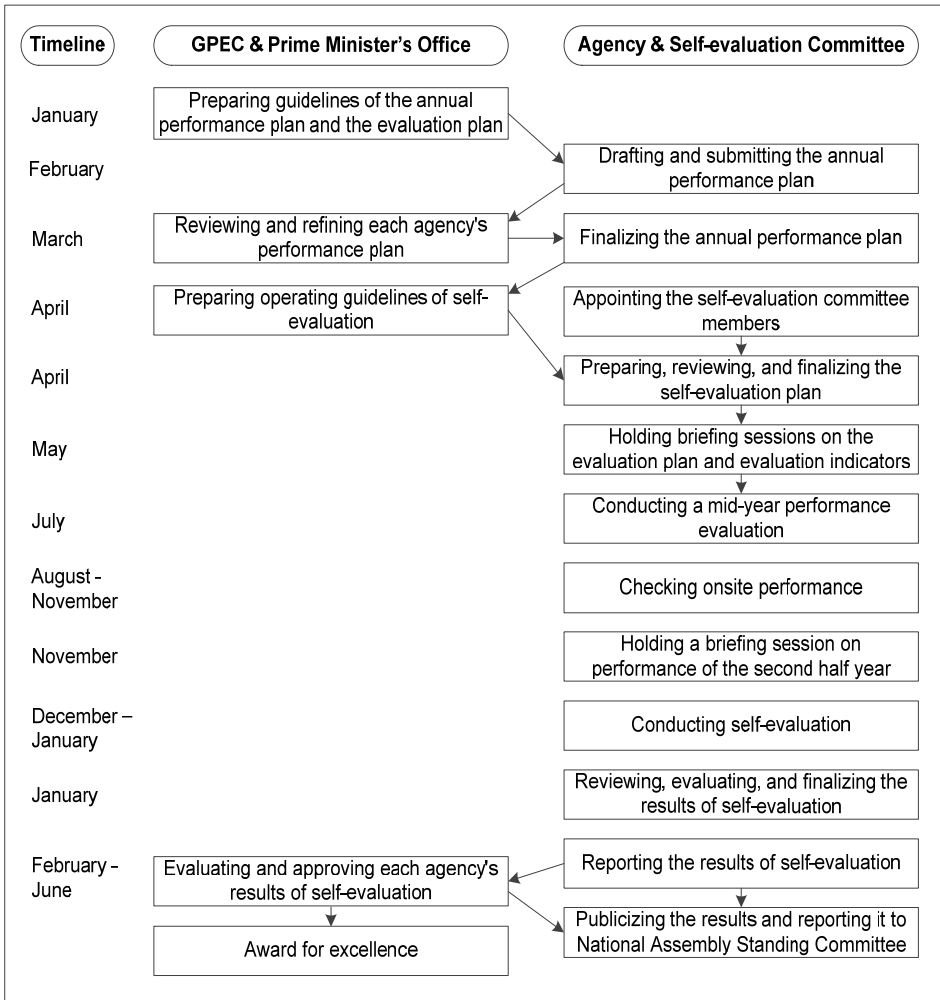 Timeline
GPEC & Prime Minister's Office
Agency & Self-evaluation Committee
January
Preparing guidelines of the annual
performance plan and the evaluation plan
February
Drafting and submitting the annual
performance plan
March
Reviewing and refining each agency's
performance plan
Finalizing the annual performance plan
April
Preparing operating guidelines of self-
evaluation
Appointing the self-evaluation committee
members
April
Preparing, reviewing, and finalizing the
self-evaluation plan
May
Holding briefing sessions on the
evaluation plan and evaluation indicators
July
Conducting a mid-year performance
evaluation
August -
November
Checking onsite performance
November
Holding a briefing session on
performance of the second half year
December –
January
Conducting self-evaluation
January
Reviewing, evaluating, and finalizing the
results of self-evaluation
February -
June
Evaluating and approving each agency's
results of self-evaluation
Reporting the results of self-evaluation
Award for excellence
Publicizing the results and reporting it to
National Assembly Standing Committee